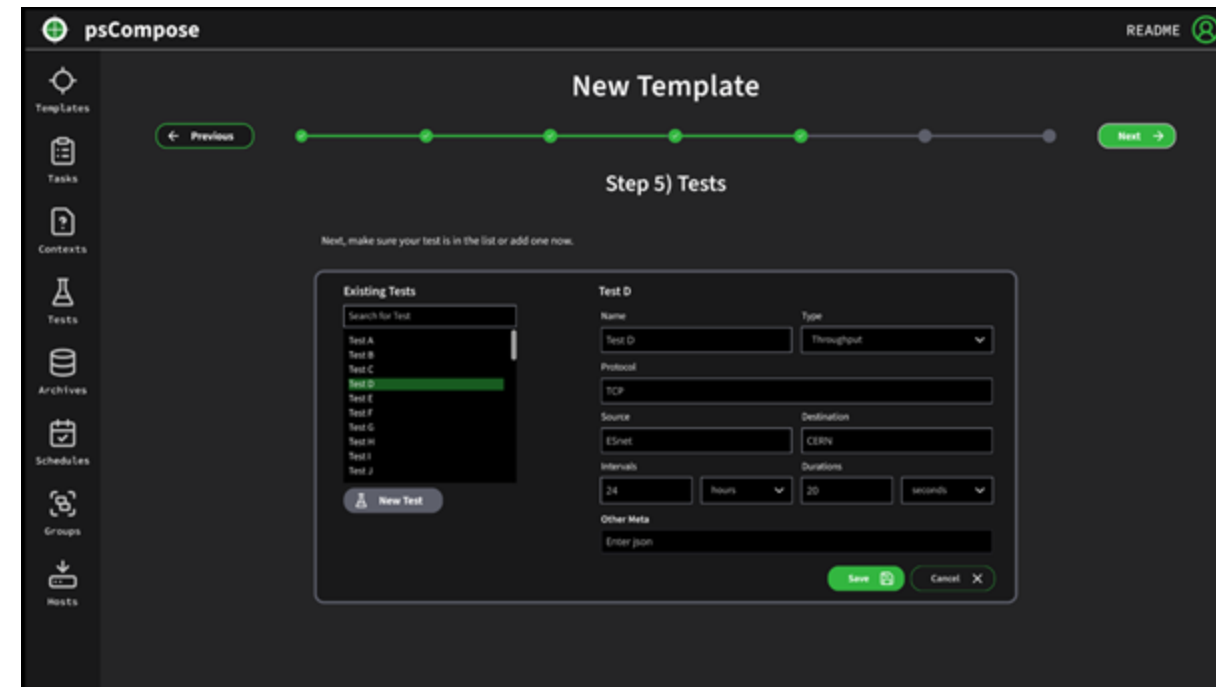 psCompose
README
Templates
Tasks
Contexts
Tests
Archives
Schedules
Groups
Hosts
New Template
← Previous
Next →
Step 5) Tests
Next, make sure your test is in the list or add one now.
Existing Tests
Search for Test
Test A
Test B
Test C
Test D
Test E
Test F
Test G
Test H
Test I
Test J
New Test
Test D
Name
Type
Test D
Throughput
Protocol
TCP
Source
Destination
ESnet
CERN
Intervals
Durations
24
hours
20
seconds
Other Meta
Enter json
Save
Cancel X